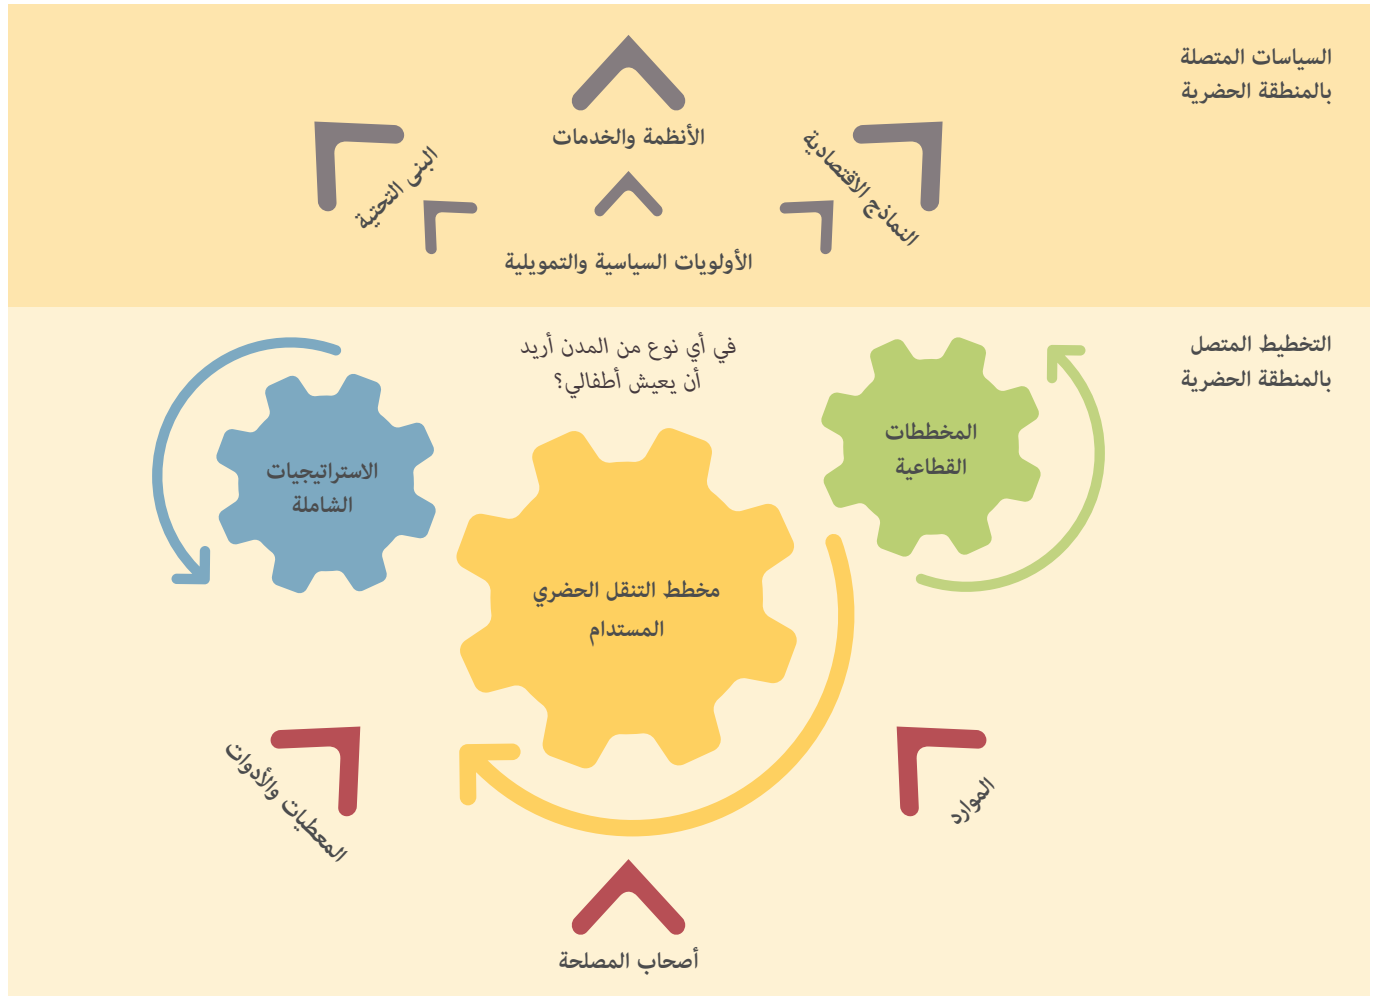 السياسات المتصلة
بالمنطقة الحضرية
الأنظمة والخدمات
النماذج الاقتصادية
البنى التحتية
الأولويات السياسية والتمويلية
التخطيط المتصل
بالمنطقة الحضرية
في أي نوع من المدن أريد
أن يعيش أطفالي؟
المخططات
القطاعية
الاستراتيجيات
الشاملة
مخطط التنقل الحضري
المستدام
الموارد
المعطيات والأدوات
أصحاب المصلحة